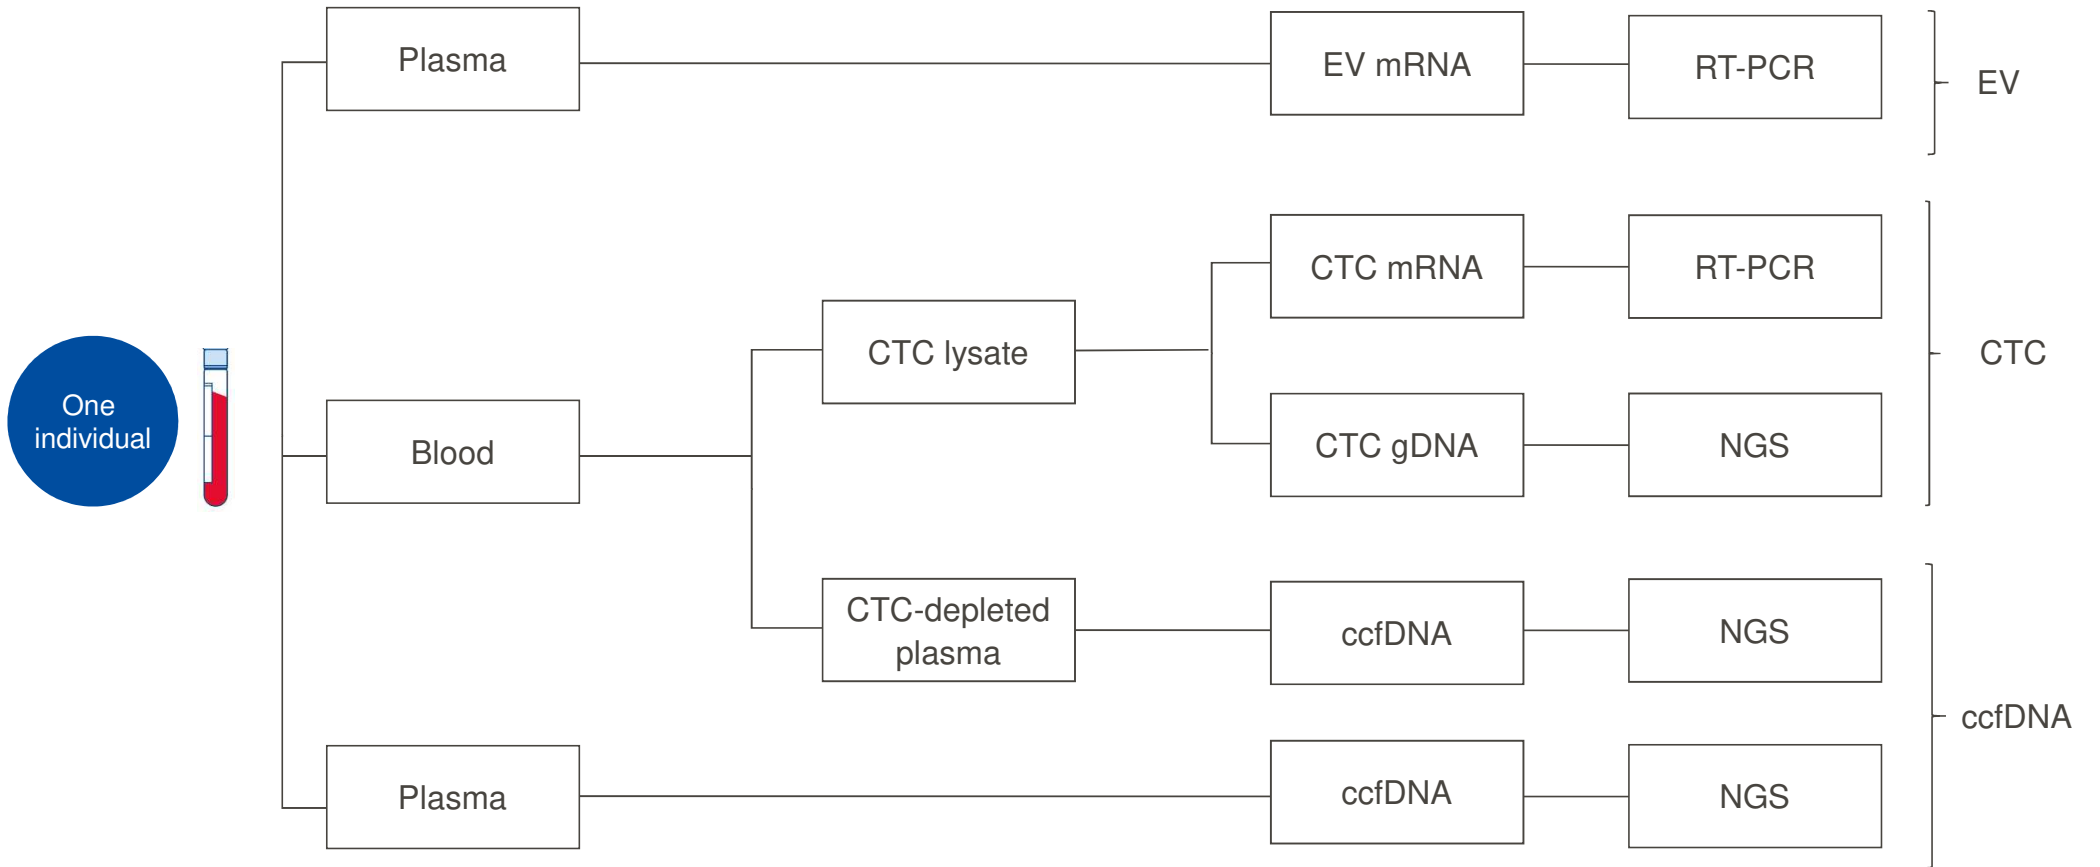 Plasma
EV mRNA
RT-PCR
EV
CTC mRNA
RT-PCR
CTC lysate
CTC
One
individual
Blood
CTC gDNA
NGS
CTC-depleted
plasma
ccfDNA
NGS
ccfDNA
Plasma
ccfDNA
NGS